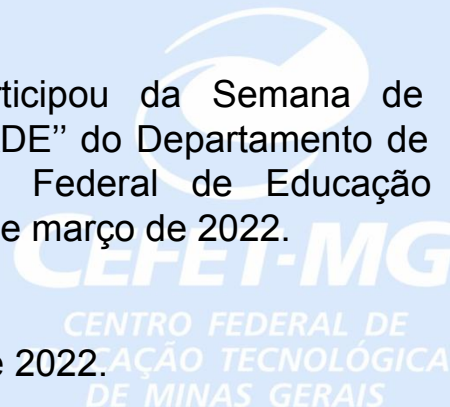 rticipou da Semana de
DE” do Departamento de
Federal de Educação
e março de 2022.
CEFET-MG
CENTRO FEDERAL DE
EDUCAÇÃO TECNOLÓGICA
e 2022.
DE MINAS GERAIS